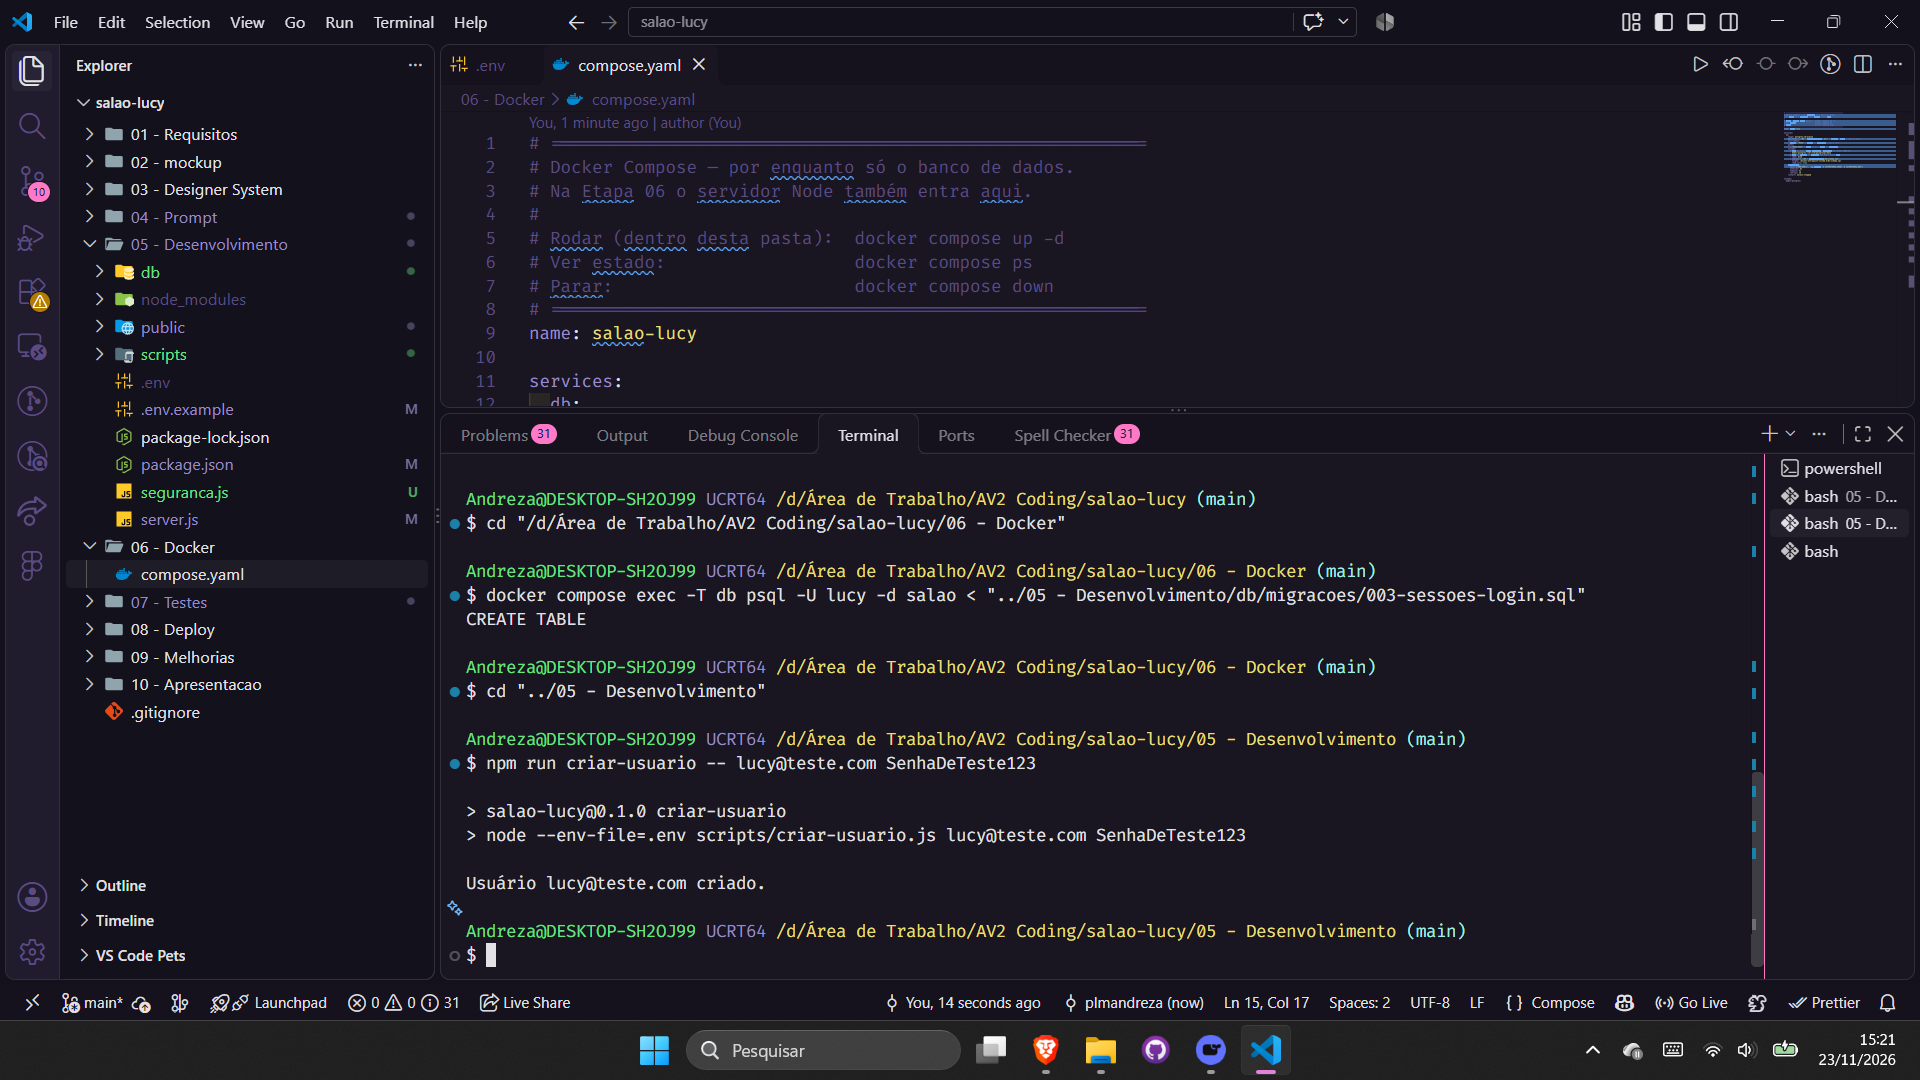 File Edit Selection View Go Run Terminal Help
salao-lucy
Explorer
salao-lucy
01 - Requisitos
02 - mockup
03 - Designer System
04 - Prompt
05 - Desenvolvimento
db
node_modules
public
scripts
.env
.env.example M
package-lock.json
package.json M
seguranca.js U
server.js M
06 - Docker
compose.yaml
07 - Testes
08 - Deploy
09 - Melhorias
10 - Apresentacao
.gitignore
Outline
Timeline
VS Code Pets
10
.env
compose.yaml
06 - Docker > compose.yaml
You, 1 minute ago | author (You)
1 # ═══════════════════════════════════════════════
2 # Docker Compose — por enquanto só o banco de dados.
3 # Na Etapa 06 o servidor Node também entra aqui.
4 #
5 # Rodar (dentro desta pasta): docker compose up -d
6 # Ver estado: docker compose ps
7 # Parar: docker compose down
8 # ═══════════════════════════════════════════════
9 name: salao-lucy
10
11 services:
12 db:
Problems 31 Output Debug Console Terminal Ports Spell Checker 31
Andreza@DESKTOP-SH2OJ99 UCRT64 /d/Área de Trabalho/AV2 Coding/salao-lucy (main)
$ cd "/d/Área de Trabalho/AV2 Coding/salao-lucy/06 - Docker"
Andreza@DESKTOP-SH2OJ99 UCRT64 /d/Área de Trabalho/AV2 Coding/salao-lucy/06 - Docker (main)
$ docker compose exec -T db psql -U lucy -d salao < "../05 - Desenvolvimento/db/migracoes/003-sessoes-login.sql"
CREATE TABLE
Andreza@DESKTOP-SH2OJ99 UCRT64 /d/Área de Trabalho/AV2 Coding/salao-lucy/06 - Docker (main)
$ cd "../05 - Desenvolvimento"
Andreza@DESKTOP-SH2OJ99 UCRT64 /d/Área de Trabalho/AV2 Coding/salao-lucy/05 - Desenvolvimento (main)
$ npm run criar-usuario -- lucy@teste.com SenhaDeTeste123
> salao-lucy@0.1.0 criar-usuario
> node --env-file=.env scripts/criar-usuario.js lucy@teste.com SenhaDeTeste123
Usuário lucy@teste.com criado.
Andreza@DESKTOP-SH2OJ99 UCRT64 /d/Área de Trabalho/AV2 Coding/salao-lucy/05 - Desenvolvimento (main)
$
powershell
bash 05 - D...
bash 05 - D...
bash
main* Launchpad 0 0 31 Live Share You, 14 seconds ago plmandreza (now) Ln 15, Col 17 Spaces: 2 UTF-8 LF { } Compose Go Live Prettier
Pesquisar
15:21
23/11/2026